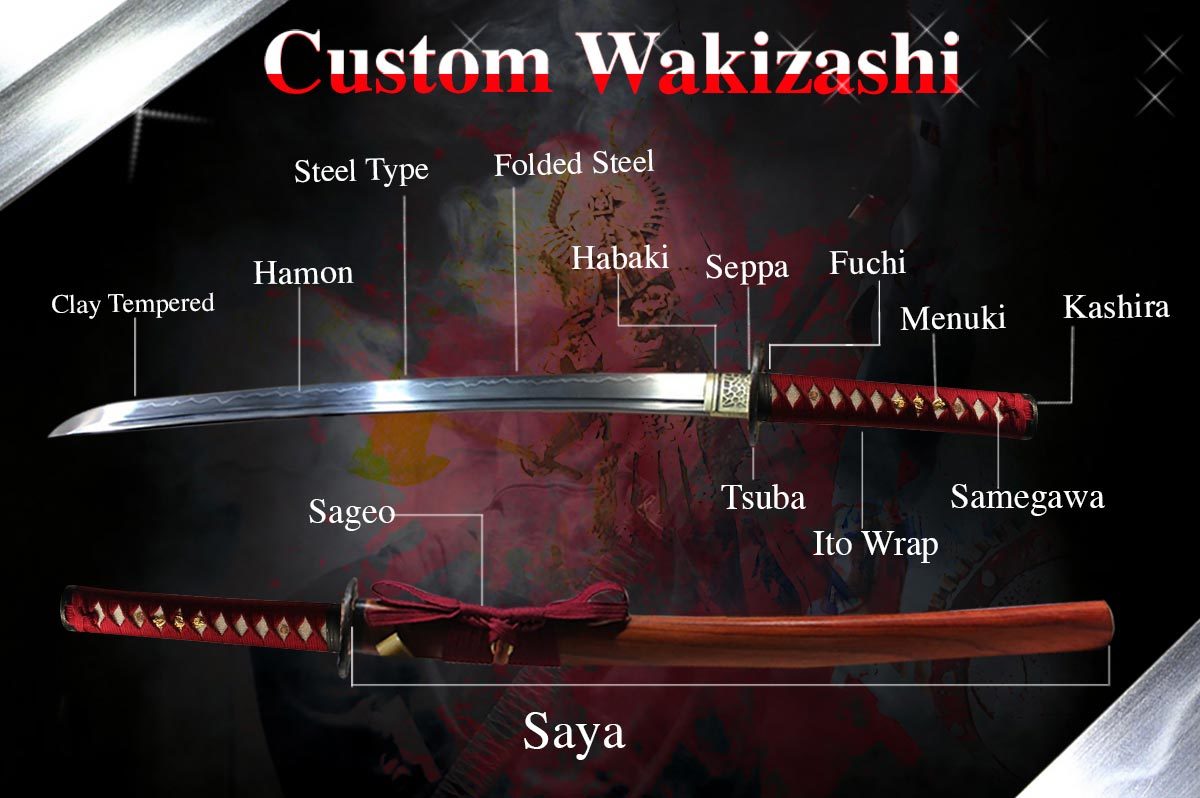 Custom Wakizashi
Steel Type
Folded Steel
Habaki
Seppa
Fuchi
Hamon
Clay Tempered
Menuki
Kashira
Tsuba
Samegawa
Sageo
Ito Wrap
Saya